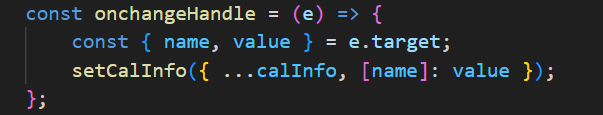 const onchangeHandle = (e) => {
    const { name, value } = e.target;
    setCalInfo({ ...calInfo, [name]: value });
};